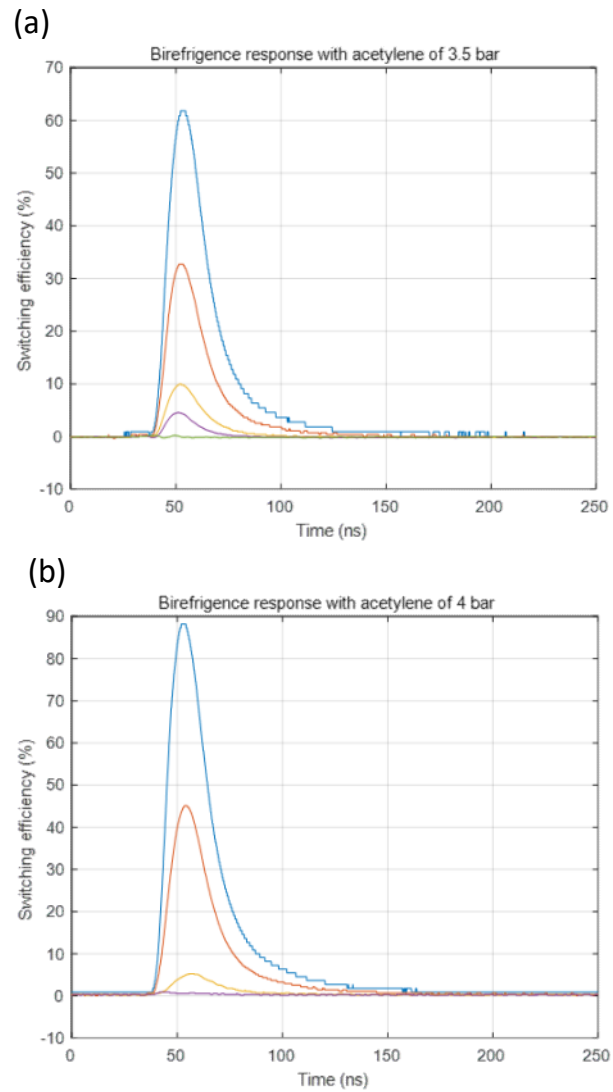 (a)
Birefrigence response with acetylene of 3.5 bar
70
60
50
40
30
20
10
0
-10
Switching efficiency (%)
0 50 100 150 200 250
Time (ns)
(b)
Birefrigence response with acetylene of 4 bar
90
80
70
60
50
40
30
20
10
0
-10
Switching efficiency (%)
0 50 100 150 200 250
Time (ns)